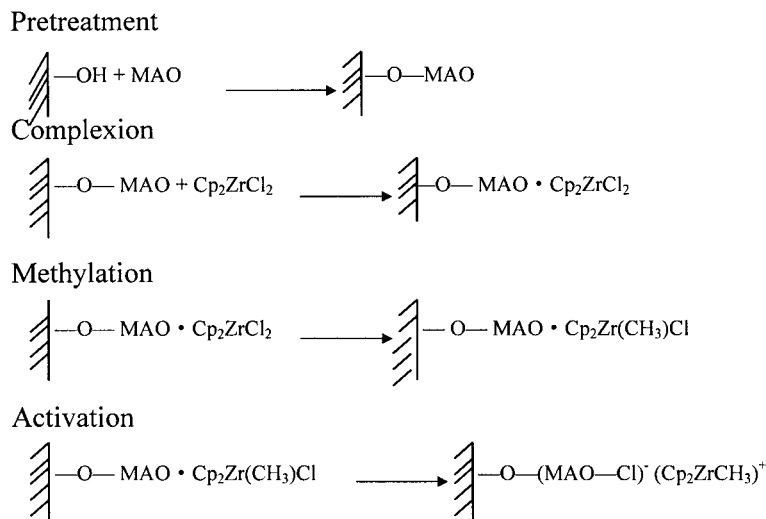 Pretreatment
—OH + MAO —O—MAO
Complexion
—O— MAO + Cp₂ZrCl₂ —O— MAO • Cp₂ZrCl₂
Methylation
—O— MAO • Cp₂ZrCl₂ —O— MAO • Cp₂Zr(CH₃)Cl
Activation
—O— MAO • Cp₂Zr(CH₃)Cl —O—(MAO—Cl)⁻ (Cp₂ZrCH₃)⁺